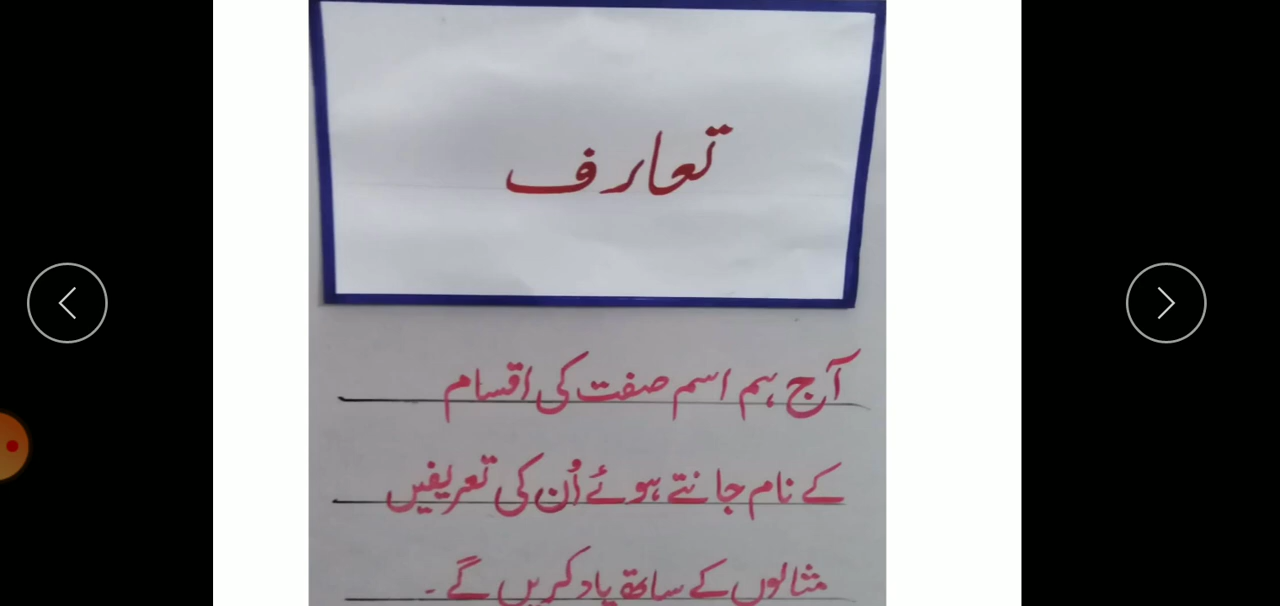 تعارف
آج ہم اسم صفت کی اقسام
کے نام جانتے ہوئے اُن کی تعریفیں
مثالوں کے ساتھ یاد کریں گے ۔